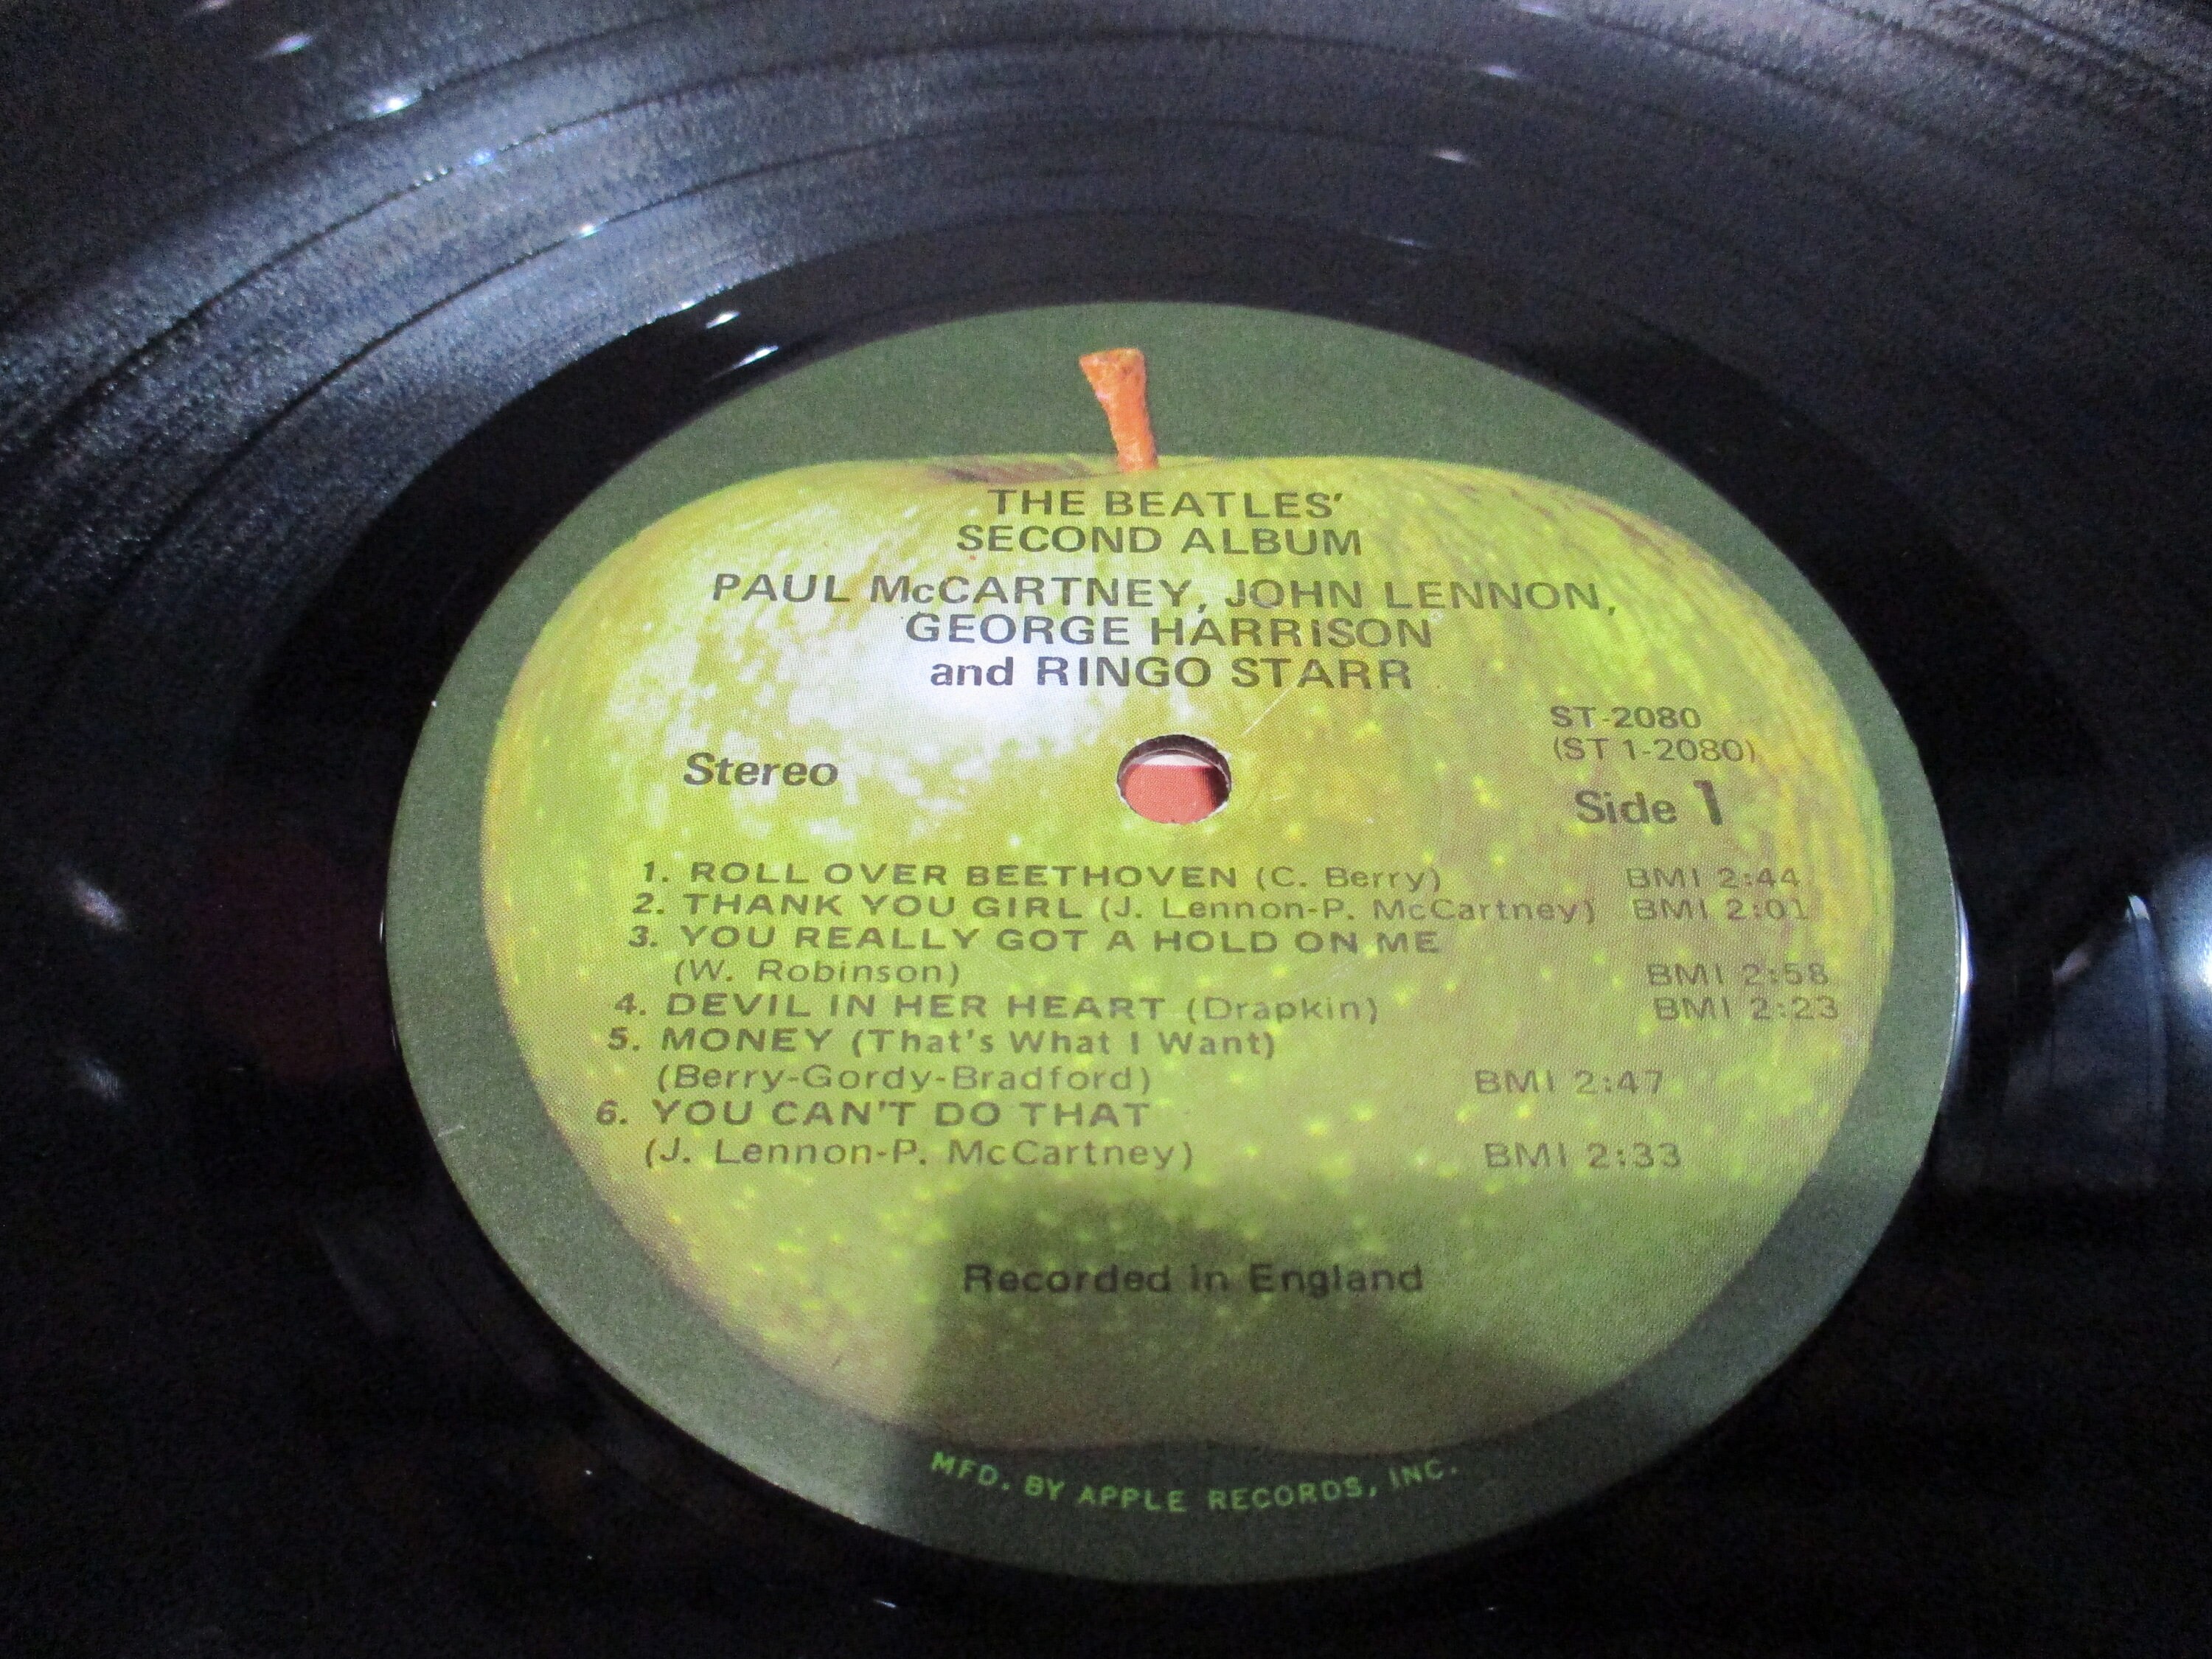 THE BEATLES'
SECOND ALBUM
PAUL McCARTNEY, JOHN LENNON,
GEORGE HARRISON
and RINGO STARR
Stereo
ST-2080
(ST 1-2080)
Side 1
1. ROLL OVER BEETHOVEN (C. Berry) BMI 2:44
2. THANK YOU GIRL (J. Lennon-P. McCartney) BMI 2:01
3. YOU REALLY GOT A HOLD ON ME
(W. Robinson) BMI 2:58
4. DEVIL IN HER HEART (Drapkin) BMI 2:23
5. MONEY (That's What I Want)
(Berry-Gordy-Bradford) BMI 2:47
6. YOU CAN'T DO THAT
(J. Lennon-P. McCartney) BMI 2:33
Recorded in England
MFD. BY APPLE RECORDS, INC.